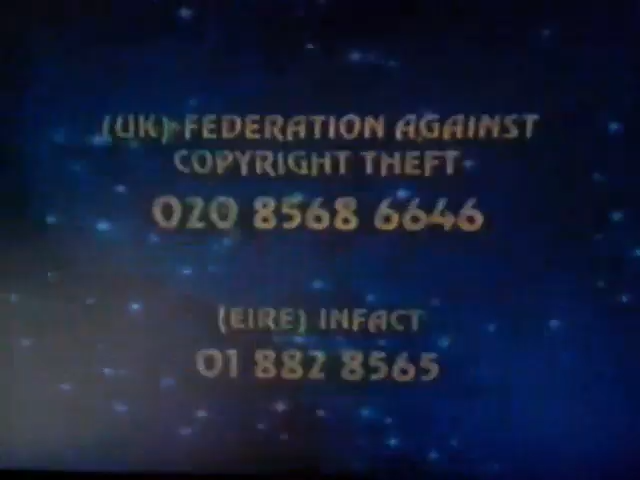 (UK) FEDERATION AGAINST
COPYRIGHT THEFT
020 8568 6646
(EIRE) INFACT
01 882 8565